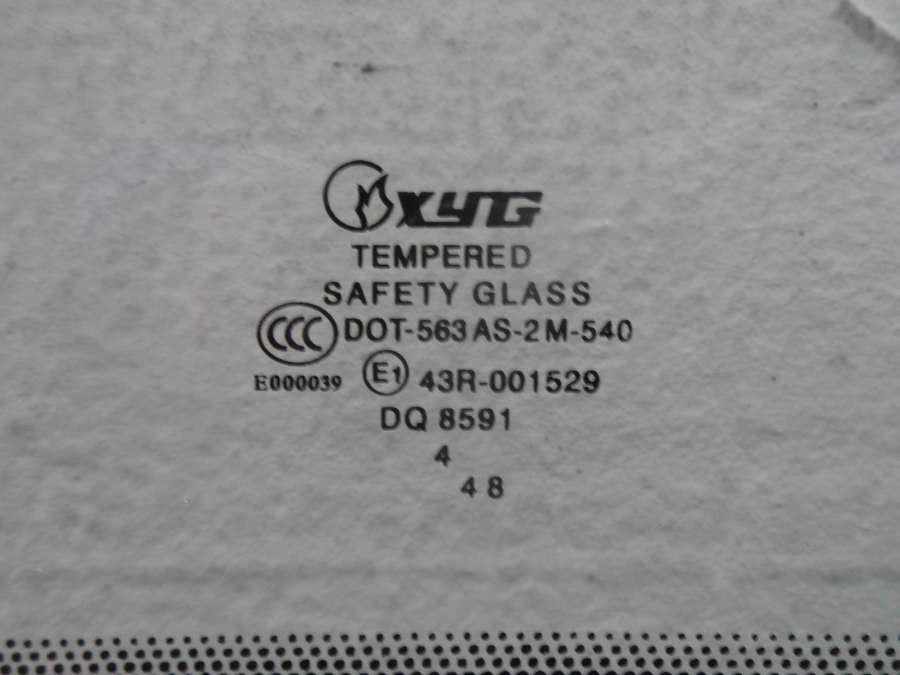 XYG
TEMPERED
SAFETY GLASS
CCC DOT-563 AS-2 M-540
E000039 E1 43R-001529
DQ 8591
4
4 8